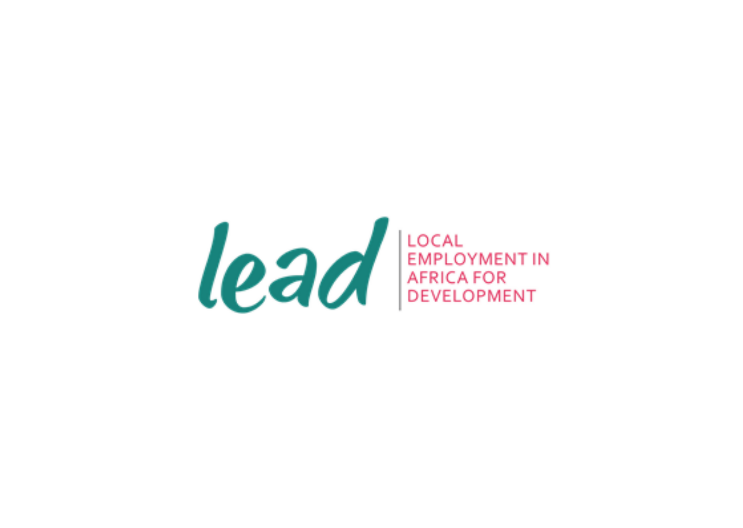 lead
LOCAL
EMPLOYMENT IN
AFRICA FOR
DEVELOPMENT